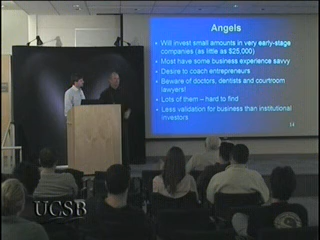 Angels
• Will invest small amounts in very early-stage
companies (as little as $25,000)
• Most have some business experience savvy
• Desire to coach entrepreneurs
• Beware of doctors, dentists and courtroom
lawyers!
• Lots of them – hard to find
• Less validation for business than institutional
investors
14
UCSB